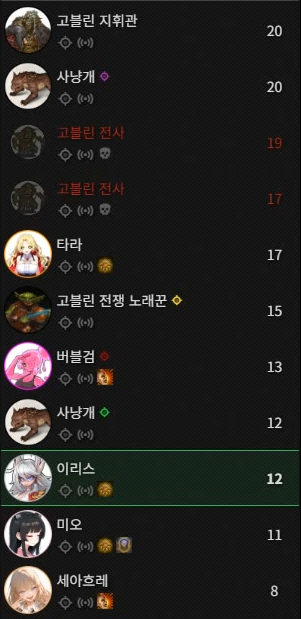 고블린 지휘관
20
사냥개
20
고블린 전사
19
고블린 전사
17
타라
17
고블린 전쟁 노래꾼
15
버블검
13
사냥개
12
이리스
12
미오
11
세아흐레
8